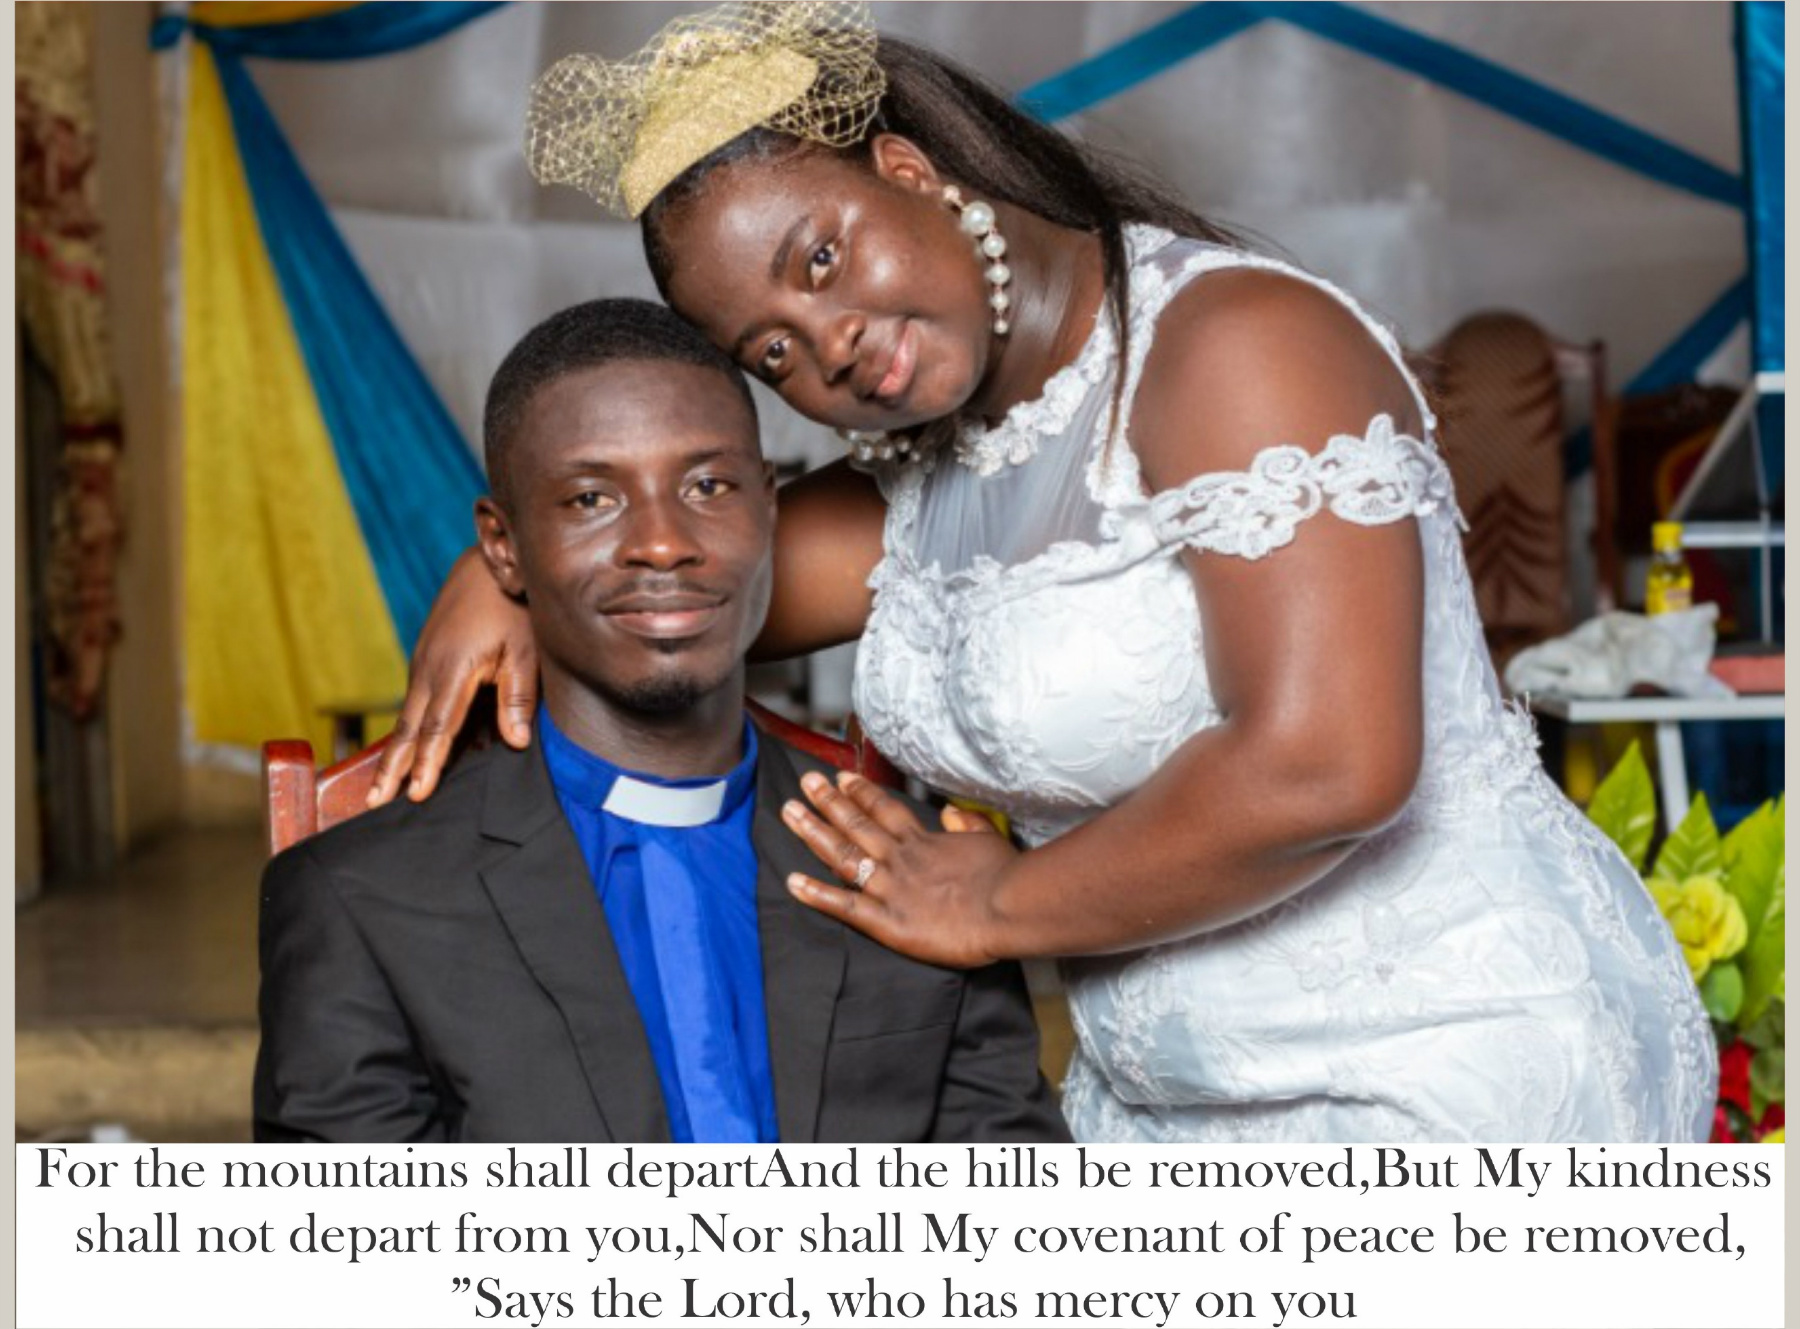 For the mountains shall departAnd the hills be removed,But My kindness
shall not depart from you,Nor shall My covenant of peace be removed,
”Says the Lord, who has mercy on you